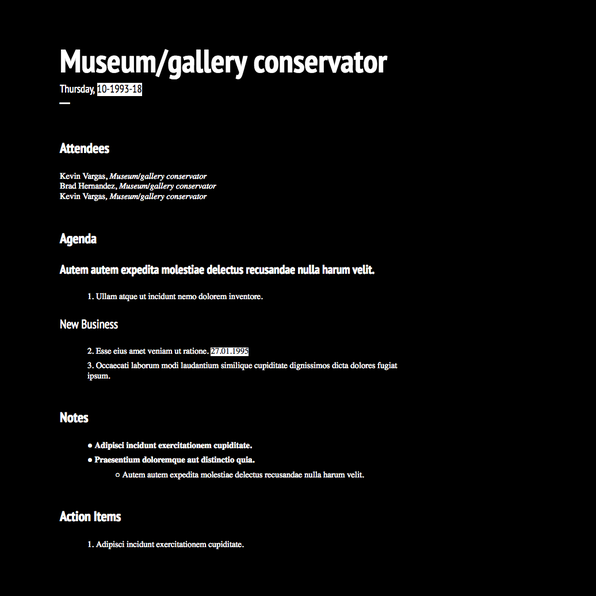 Museum/gallery conservator
Thursday, 10-1993-18
Attendees
Kevin Vargas, Museum/gallery conservator
Brad Hernandez, Museum/gallery conservator
Kevin Vargas, Museum/gallery conservator
Agenda
Autem autem expedita molestiae delectus recusandae nulla harum velit.
1. Ullam atque ut incidunt nemo dolorem inventore.
New Business
2. Esse eius amet veniam ut ratione. 27.01.1995
3. Occaecati laborum modi laudantium similique cupiditate dignissimos dicta dolores fugiat
ipsum.
Notes
● Adipisci incidunt exercitationem cupiditate.
● Praesentium doloremque aut distinctio quia.
○ Autem autem expedita molestiae delectus recusandae nulla harum velit.
Action Items
1. Adipisci incidunt exercitationem cupiditate.